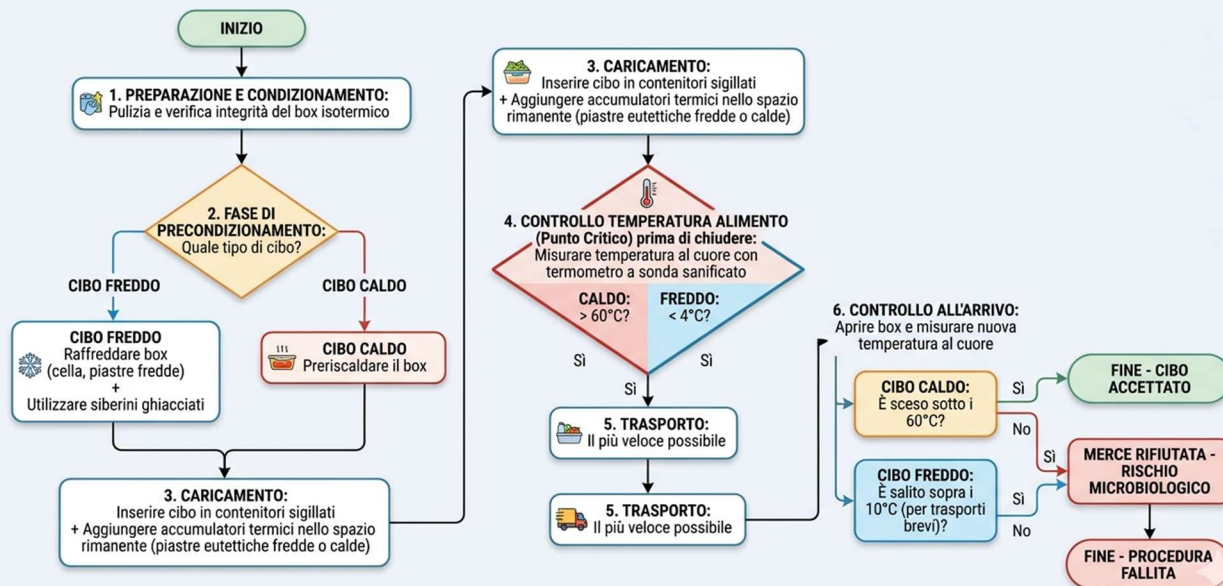 INIZIO
1. PREPARAZIONE E CONDIZIONAMENTO:
Pulizia e verifica integrità del box isotermico
2. FASE DI
PRECONDIZIONAMENTO:
Quale tipo di cibo?
CIBO FREDDO
CIBO CALDO
CIBO FREDDO
Raffreddare box
(cella, piastre fredde)
+
Utilizzare siberini ghiacciati
CIBO CALDO
Preriscaldare il box
3. CARICAMENTO:
Inserire cibo in contenitori sigillati
+ Aggiungere accumulatori termici nello spazio
rimanente (piastre eutettiche fredde o calde)
3. CARICAMENTO:
Inserire cibo in contenitori sigillati
+ Aggiungere accumulatori termici nello spazio
rimanente (piastre eutettiche fredde o calde)
4. CONTROLLO TEMPERATURA ALIMENTO
(Punto Critico) prima di chiudere:
Misurare temperatura al cuore con
termometro a sonda sanificato
CALDO:
> 60°C?
FREDDO:
< 4°C?
Sì
Sì
Sì
5. TRASPORTO:
Il più veloce possibile
5. TRASPORTO:
Il più veloce possibile
6. CONTROLLO ALL'ARRIVO:
Aprire box e misurare nuova
temperatura al cuore
CIBO CALDO:
È sceso sotto i
60°C?
Sì
No
Sì
CIBO FREDDO:
È salito sopra i
10°C (per trasporti
brevi)?
Sì
No
FINE - CIBO
ACCETTATO
MERCE RIFIUTATA -
RISCHIO
MICROBIOLOGICO
FINE - PROCEDURA
FALLITA